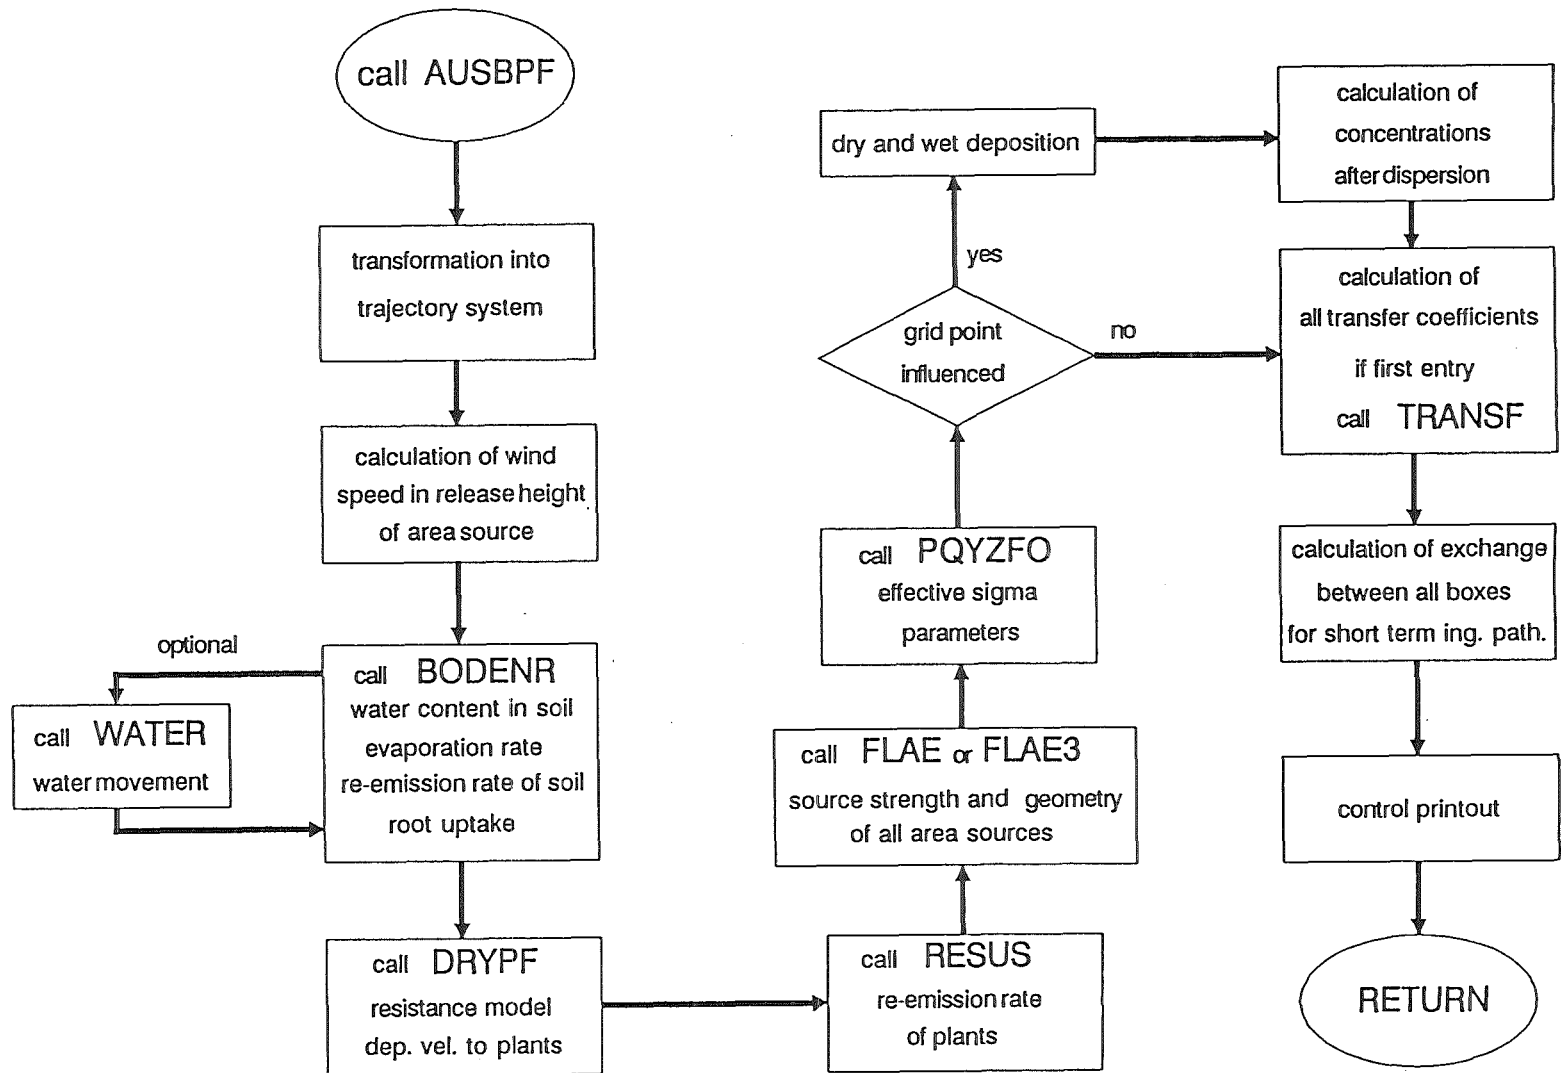 call AUSBPF
transformation into
trajectory system
calculation of wind
speed in release height
of area source
optional
call BODENR
water content in soil
evaporation rate
re-emission rate of soil
root uptake
call WATER
water movement
call DRYPF
resistance model
dep. vel. to plants
call RESUS
re-emission rate
of plants
call FLAE or FLAE3
source strength and geometry
of all area sources
call PQYZFO
effective sigma
parameters
grid point
influenced
yes
no
dry and wet deposition
calculation of
concentrations
after dispersion
calculation of
all transfer coefficients
if first entry
call TRANSF
calculation of exchange
between all boxes
for short term ing. path.
control printout
RETURN